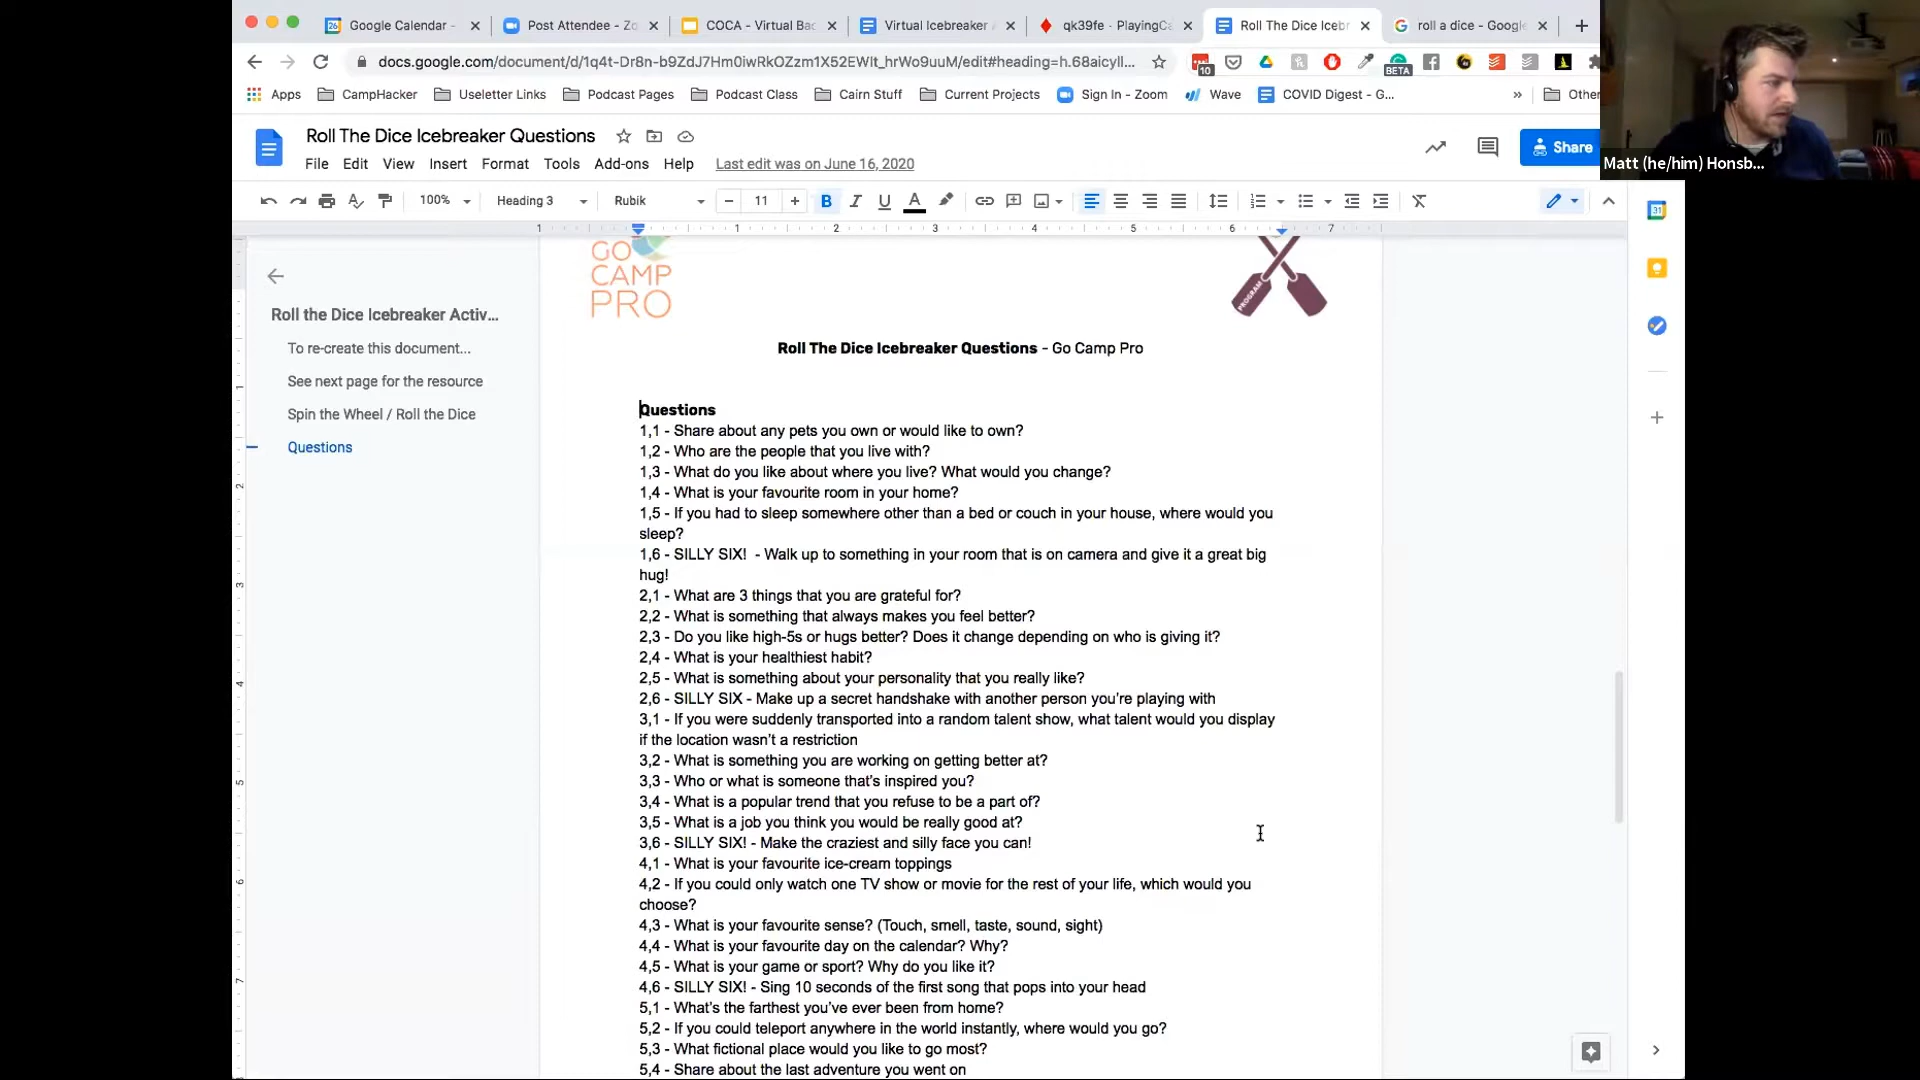 Google Calendar -
Post Attendee - Zo
COCA - Virtual Bac
Virtual Icebreaker A
qk39fe - PlayingCa
Roll The Dice Icebr
roll a dice - Google
docs.google.com/document/d/1q4t-Dr8n-b9ZdJ7Hm0iwRkOZzm1X52EWIt_hrWo9uuM/edit#heading=h.68aicyll...
10
BETA
Apps
CampHacker
Useletter Links
Podcast Pages
Podcast Class
Cairn Stuff
Current Projects
Sign In - Zoom
Wave
COVID Digest - G...
»
Other
Roll The Dice Icebreaker Questions
Share
Matt (he/him) Honsb...
File Edit View Insert Format Tools Add-ons Help Last edit was on June 16, 2020
100% Heading 3 Rubik 11 B I U A
1 1 2 3 4 5 6 7
31
GO
CAMP
PRO
PROGRAM
Roll the Dice Icebreaker Activ...
To re-create this document...
See next page for the resource
Spin the Wheel / Roll the Dice
Questions
1
2
3
4
5
6
7
Roll The Dice Icebreaker Questions - Go Camp Pro
Questions
1,1 - Share about any pets you own or would like to own?
1,2 - Who are the people that you live with?
1,3 - What do you like about where you live? What would you change?
1,4 - What is your favourite room in your home?
1,5 - If you had to sleep somewhere other than a bed or couch in your house, where would you
sleep?
1,6 - SILLY SIX!  - Walk up to something in your room that is on camera and give it a great big
hug!
2,1 - What are 3 things that you are grateful for?
2,2 - What is something that always makes you feel better?
2,3 - Do you like high-5s or hugs better? Does it change depending on who is giving it?
2,4 - What is your healthiest habit?
2,5 - What is something about your personality that you really like?
2,6 - SILLY SIX - Make up a secret handshake with another person you're playing with
3,1 - If you were suddenly transported into a random talent show, what talent would you display
if the location wasn't a restriction
3,2 - What is something you are working on getting better at?
3,3 - Who or what is someone that's inspired you?
3,4 - What is a popular trend that you refuse to be a part of?
3,5 - What is a job you think you would be really good at?
3,6 - SILLY SIX! - Make the craziest and silly face you can!
4,1 - What is your favourite ice-cream toppings
4,2 - If you could only watch one TV show or movie for the rest of your life, which would you
choose?
4,3 - What is your favourite sense? (Touch, smell, taste, sound, sight)
4,4 - What is your favourite day on the calendar? Why?
4,5 - What is your game or sport? Why do you like it?
4,6 - SILLY SIX! - Sing 10 seconds of the first song that pops into your head
5,1 - What's the farthest you've ever been from home?
5,2 - If you could teleport anywhere in the world instantly, where would you go?
5,3 - What fictional place would you like to go most?
5,4 - Share about the last adventure you went on